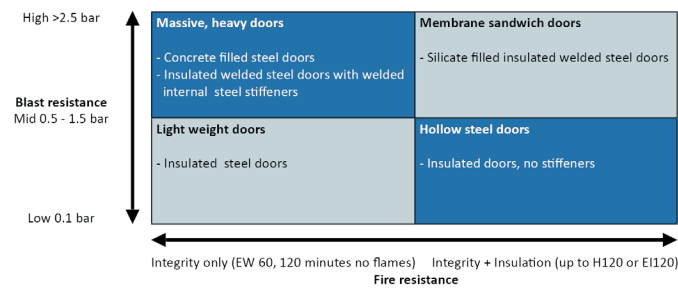 High >2.5 bar
Blast resistance
Mid 0.5 - 1.5 bar
Low 0.1 bar
Massive, heavy doors
- Concrete filled steel doors
- Insulated welded steel doors with welded
internal steel stiffeners
Membrane sandwich doors
- Silicate filled insulated welded steel doors
Light weight doors
- Insulated steel doors
Hollow steel doors
- Insulated doors, no stiffeners
Integrity only (EW 60, 120 minutes no flames)
Integrity + Insulation (up to H120 or EI120)
Fire resistance